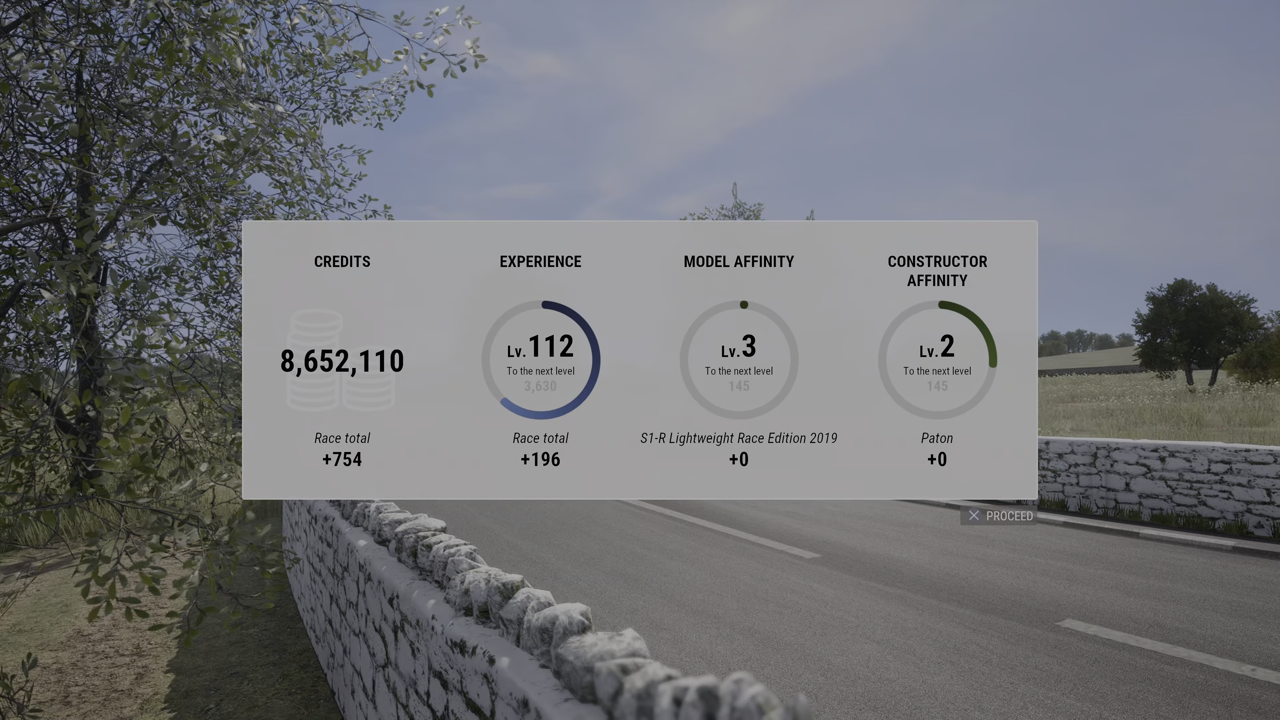 CREDITS
8,652,110
Race total
+754
EXPERIENCE
Lv.112
To the next level
3,630
Race total
+196
MODEL AFFINITY
Lv.3
To the next level
145
S1-R Lightweight Race Edition 2019
+0
CONSTRUCTOR
AFFINITY
Lv.2
To the next level
145
Paton
+0
PROCEED